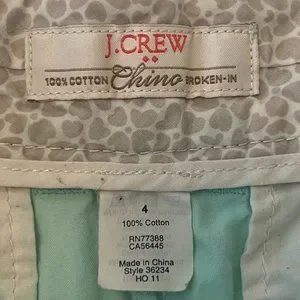 J.CREW
100% COTTON Chino BROKEN-IN
4
100% Cotton
RN77388
CA56445
Made in China
Style 36234
HO 11